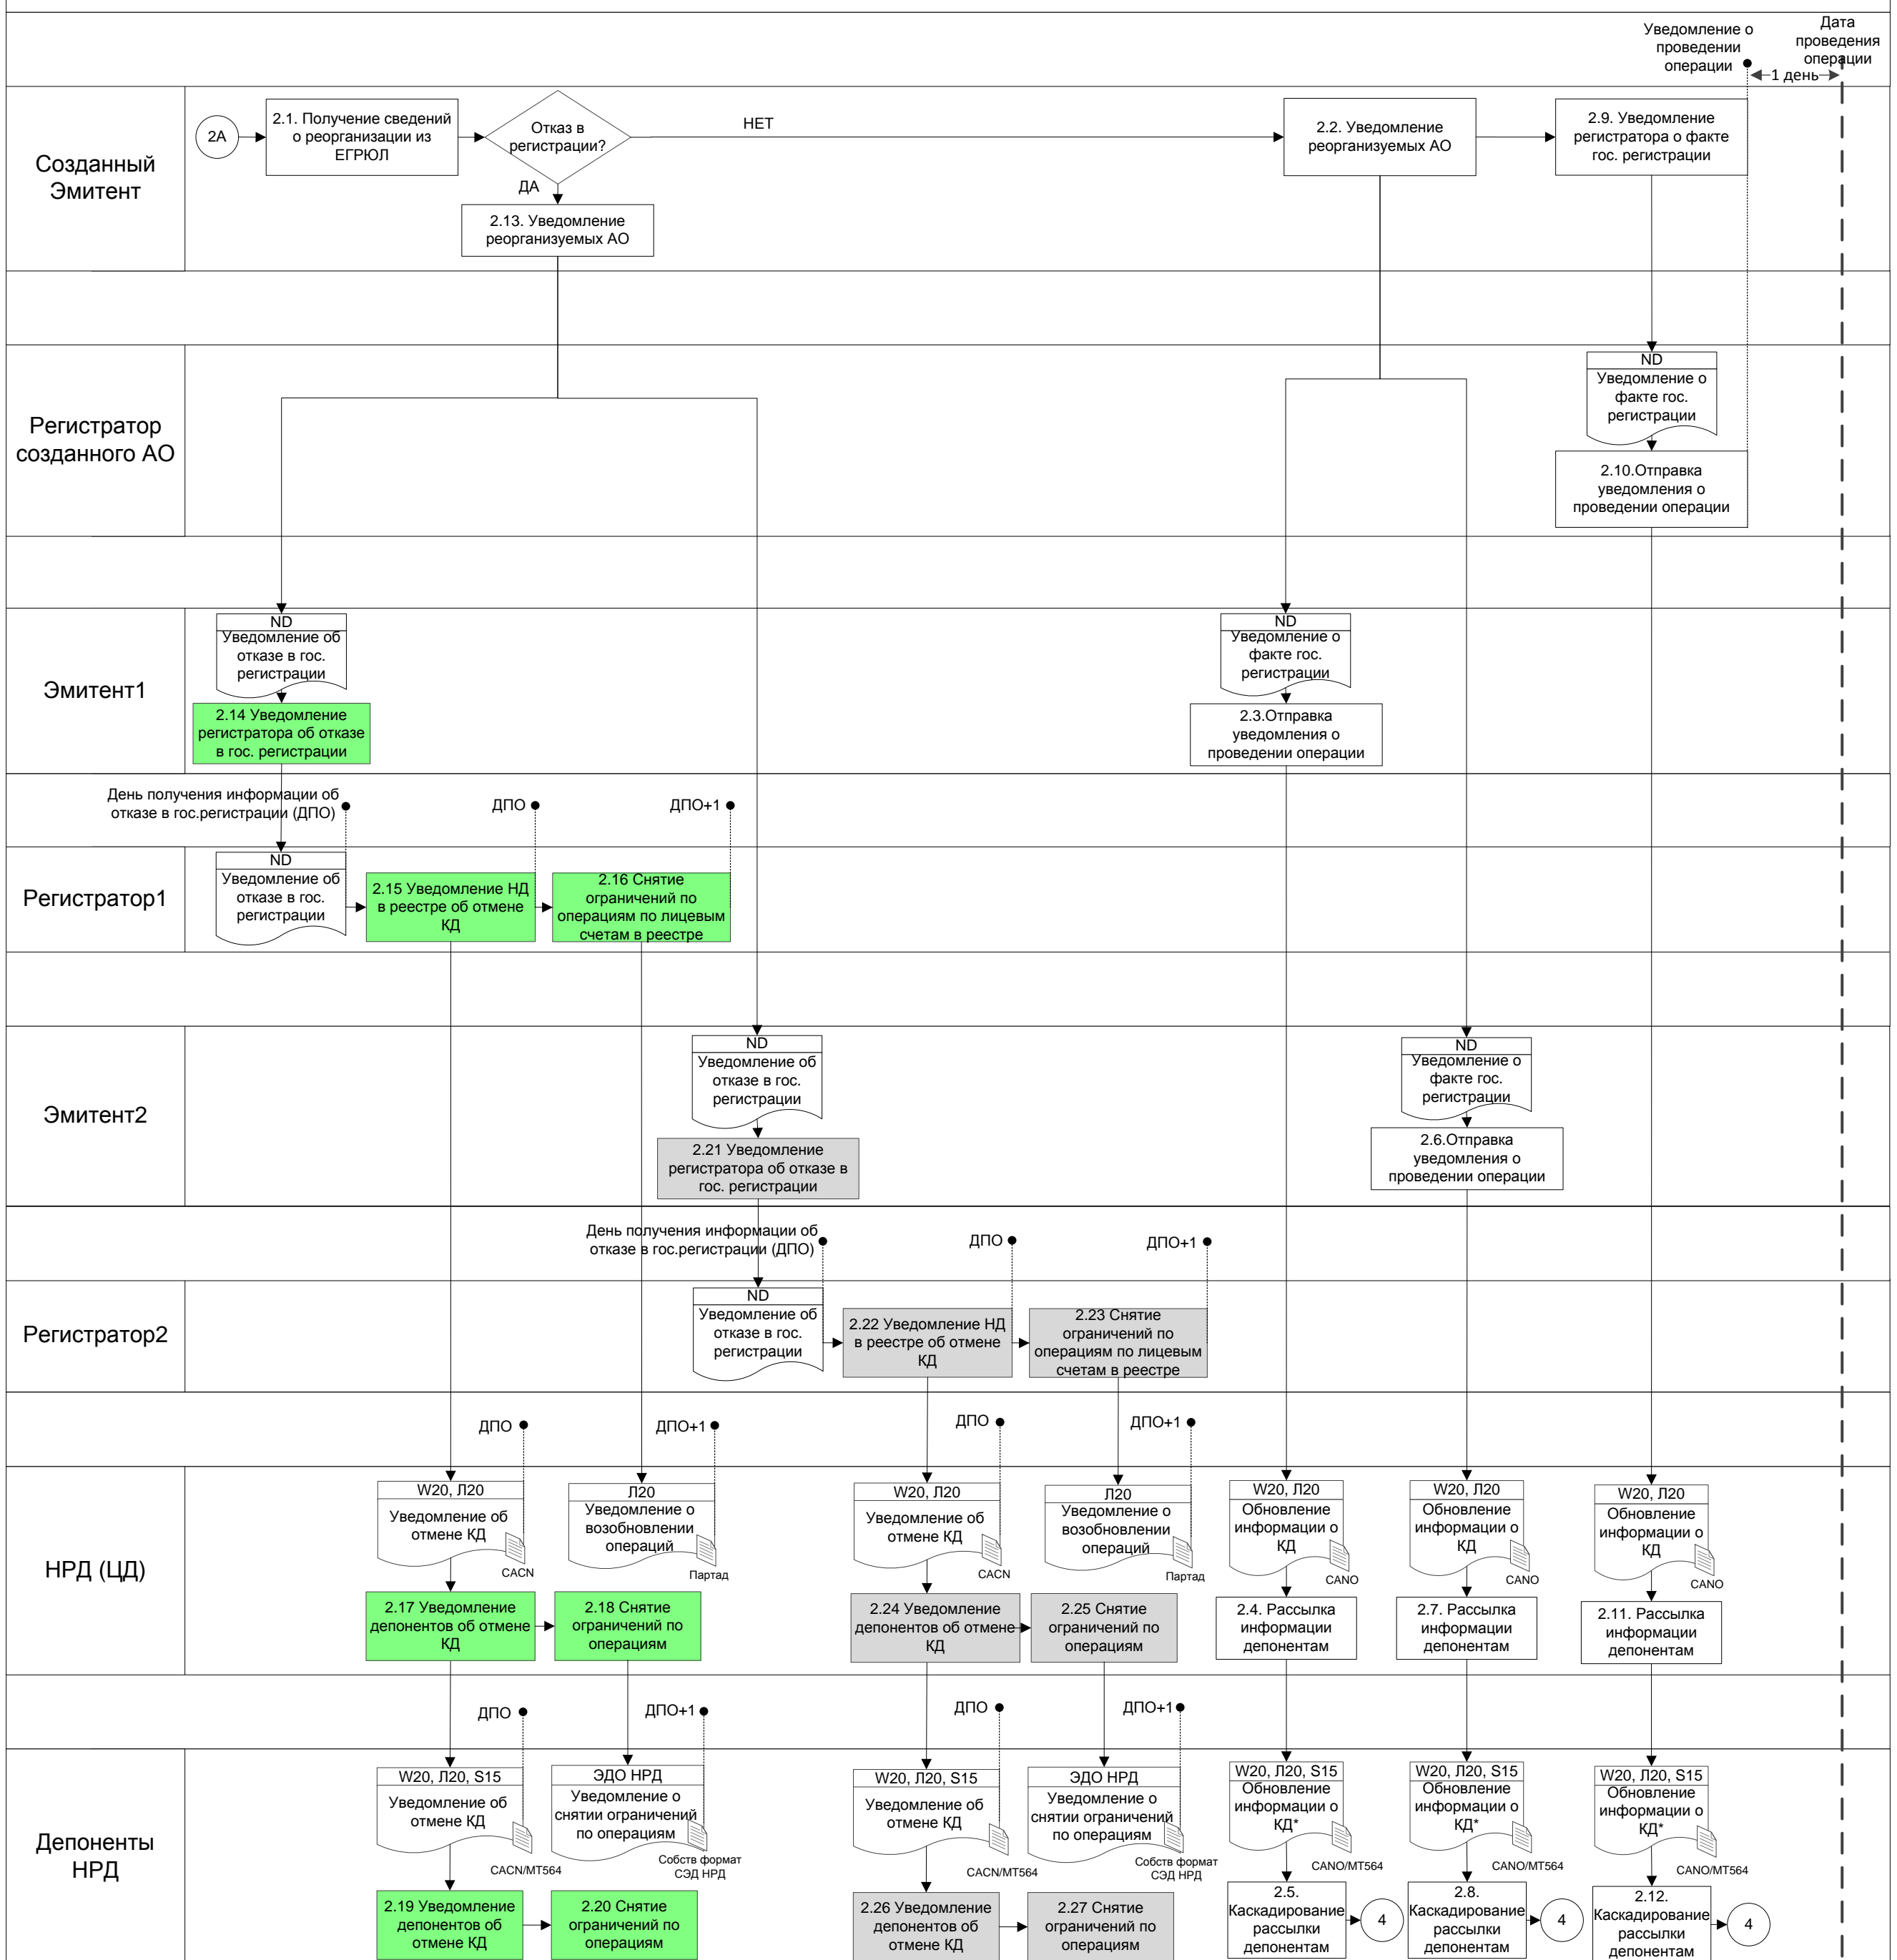 Уведомление о
проведении
операции
Дата
проведения
операции
1 день
Созданный
Эмитент
2А
2.1. Получение сведений
о реорганизации из
ЕГРЮЛ
Отказ в
регистрации?
НЕТ
ДА
2.2. Уведомление
реорганизуемых АО
2.9. Уведомление
регистратора о факте
гос. регистрации
2.13. Уведомление
реорганизуемых АО
Регистратор
созданного АО
ND
Уведомление о
факте гос.
регистрации
2.10.Отправка
уведомления о
проведении операции
Эмитент1
ND
Уведомление об
отказе в гос.
регистрации
2.14 Уведомление
регистратора об отказе
в гос. регистрации
ND
Уведомление о
факте гос.
регистрации
2.3.Отправка
уведомления о
проведении операции
День получения информации об
отказе в гос.регистрации (ДПО)
ДПО
ДПО+1
Регистратор1
ND
Уведомление об
отказе в гос.
регистрации
2.15 Уведомление НД
в реестре об отмене
КД
2.16 Снятие
ограничений по
операциям по лицевым
счетам в реестре
Эмитент2
ND
Уведомление об
отказе в гос.
регистрации
2.21 Уведомление
регистратора об отказе в
гос. регистрации
ND
Уведомление о
факте гос.
регистрации
2.6.Отправка
уведомления о
проведении операции
День получения информации об
отказе в гос.регистрации (ДПО)
ДПО
ДПО+1
Регистратор2
ND
Уведомление об
отказе в гос.
регистрации
2.22 Уведомление НД
в реестре об отмене
КД
2.23 Снятие
ограничений по
операциям по лицевым
счетам в реестре
ДПО
ДПО+1
ДПО
ДПО+1
НРД (ЦД)
W20, Л20
Уведомление об
отмене КД
CACN
Л20
Уведомление о
возобновлении
операций
Партад
W20, Л20
Уведомление об
отмене КД
CACN
Л20
Уведомление о
возобновлении
операций
Партад
W20, Л20
Обновление
информации о
КД
CANO
W20, Л20
Обновление
информации о
КД
CANO
W20, Л20
Обновление
информации о
КД
CANO
2.17 Уведомление
депонентов об отмене
КД
2.18 Снятие
ограничений по
операциям
2.24 Уведомление
депонентов об отмене
КД
2.25 Снятие
ограничений по
операциям
2.4. Рассылка
информации
депонентам
2.7. Рассылка
информации
депонентам
2.11. Рассылка
информации
депонентам
ДПО
ДПО+1
ДПО
ДПО+1
Депоненты
НРД
W20, Л20, S15
Уведомление об
отмене КД
CACN/MT564
ЭДО НРД
Уведомление о
снятии ограничений
по операциям
Собств формат
СЭД НРД
W20, Л20, S15
Уведомление об
отмене КД
CACN/MT564
ЭДО НРД
Уведомление о
снятии ограничений
по операциям
Собств формат
СЭД НРД
W20, Л20, S15
Обновление
информации о
КД*
CANO/MT564
W20, Л20, S15
Обновление
информации о
КД*
CANO/MT564
W20, Л20, S15
Обновление
информации о
КД*
CANO/MT564
2.19 Уведомление
депонентов об
отмене КД
2.20 Снятие
ограничений по
операциям
2.26 Уведомление
депонентов об
отмене КД
2.27 Снятие
ограничений по
операциям
2.5.
Каскадирование
рассылки
депонентам
4
2.8.
Каскадирование
рассылки
депонентам
4
2.12.
Каскадирование
рассылки
депонентам
4